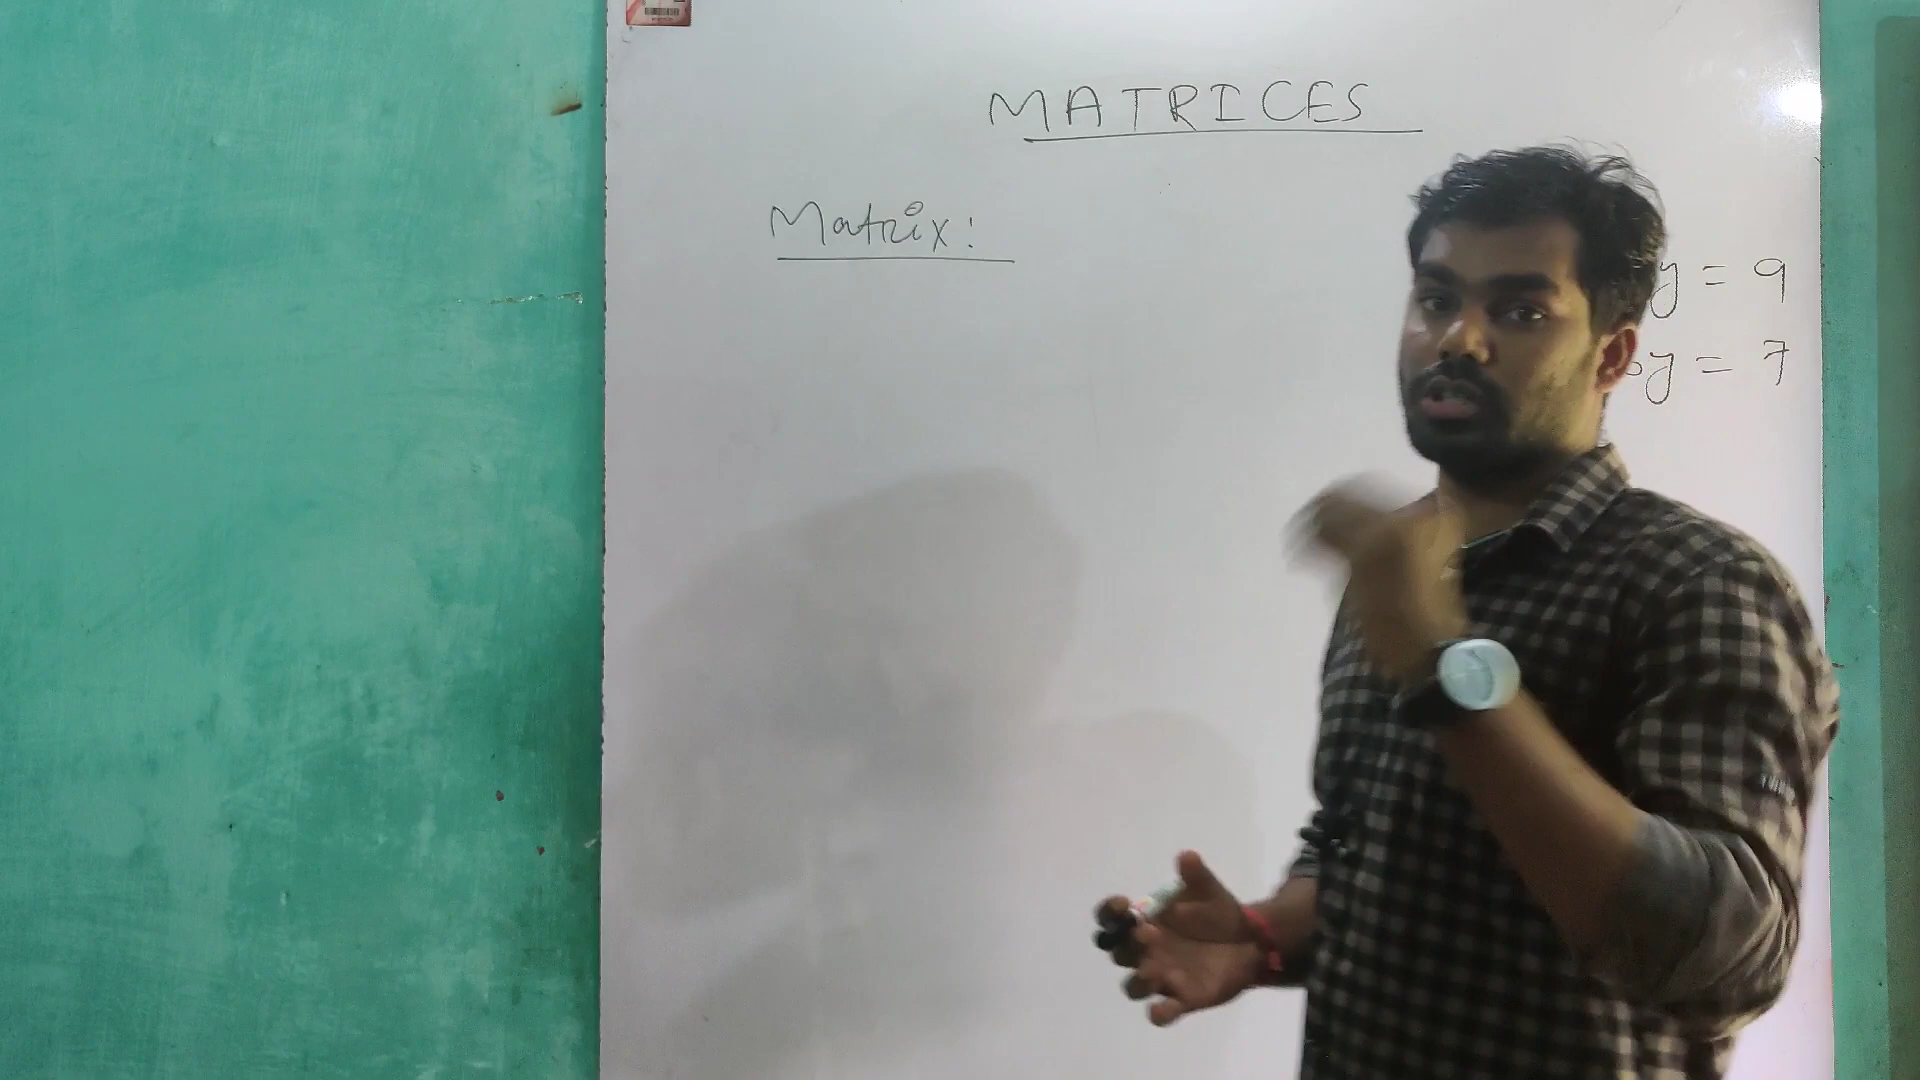 MATRICES
Matrix:
y = 9
y = 7